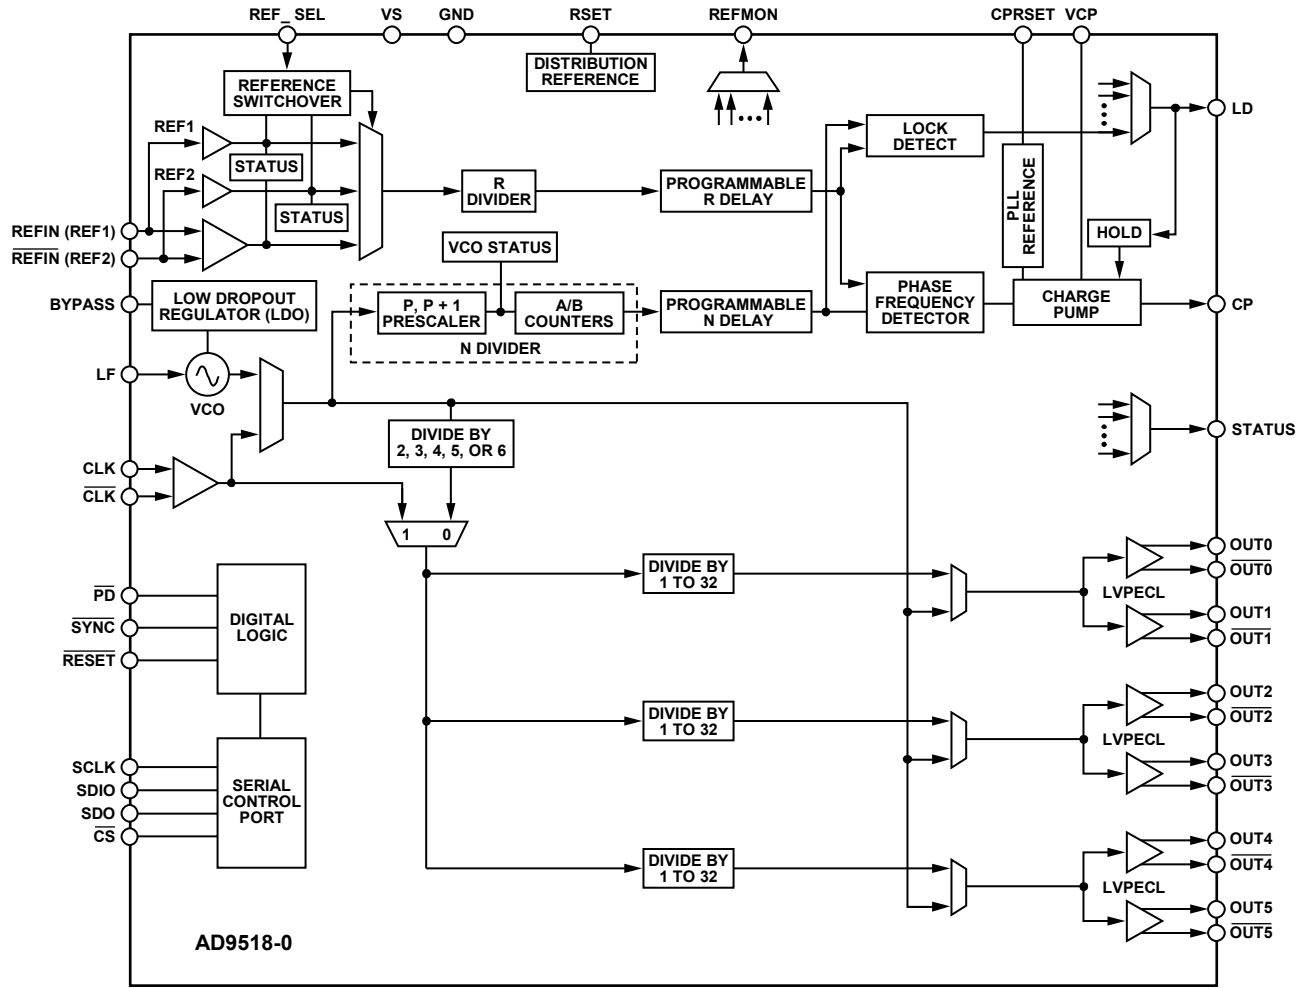 REF_ SEL
VS
GND
RSET
REFMON
CPRSET
VCP
DISTRIBUTION
REFERENCE
REFERENCE
SWITCHOVER
REF1
STATUS
REF2
STATUS
R
DIVIDER
PROGRAMMABLE
R DELAY
LOCK
DETECT
PLL
REFERENCE
LD
HOLD
REFIN (REF1)
REFIN (REF2)
BYPASS
LOW DROPOUT
REGULATOR (LDO)
VCO STATUS
P, P + 1
PRESCALER
A/B
COUNTERS
N DIVIDER
PROGRAMMABLE
N DELAY
PHASE
FREQUENCY
DETECTOR
CHARGE
PUMP
CP
LF
VCO
DIVIDE BY
2, 3, 4, 5, OR 6
STATUS
CLK
CLK
1 0
DIVIDE BY
1 TO 32
OUT0
OUT0
LVPECL
OUT1
OUT1
PD
SYNC
RESET
DIGITAL
LOGIC
DIVIDE BY
1 TO 32
OUT2
OUT2
LVPECL
OUT3
OUT3
SCLK
SDIO
SDO
CS
SERIAL
CONTROL
PORT
DIVIDE BY
1 TO 32
OUT4
OUT4
LVPECL
OUT5
OUT5
AD9518-0